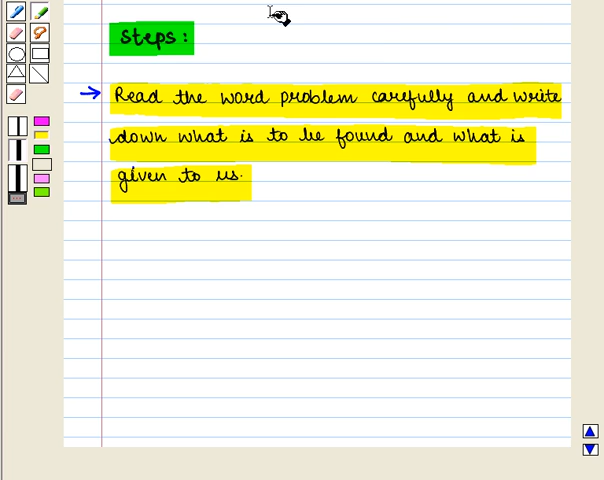 Steps:
→ Read the word problem carefully and write
down what is to be found and what is
given to us.